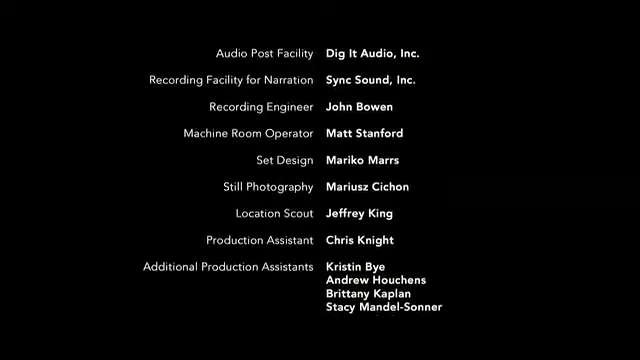 Audio Post Facility Dig It Audio, Inc.
Recording Facility for Narration Sync Sound, Inc.
Recording Engineer John Bowen
Machine Room Operator Matt Stanford
Set Design Mariko Marrs
Still Photography Mariusz Cichon
Location Scout Jeffrey King
Production Assistant Chris Knight
Additional Production Assistants Kristin Bye
Andrew Houchens
Brittany Kaplan
Stacy Mandel-Sonner